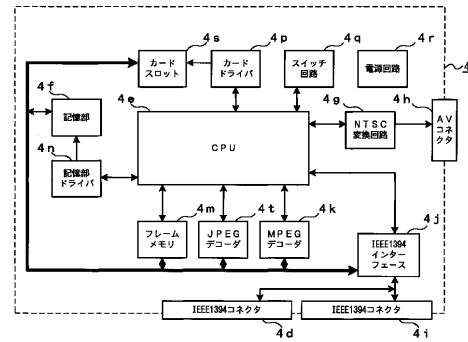 4s
4p
4q
4r
カード
スロット
カード
ドライバ
スイッチ
回路
電源回路
4
4f
4e
4g
4h
記憶部
CPU
NTSC
変換回路
AV
コネクタ
4n
記憶部
ドライバ
4m
4t
4k
4j
フレーム
メモリ
JPEG
デコーダ
MPEG
デコーダ
IEEE1394
インター
フェース
IEEE1394コネクタ
IEEE1394コネクタ
4d
4i